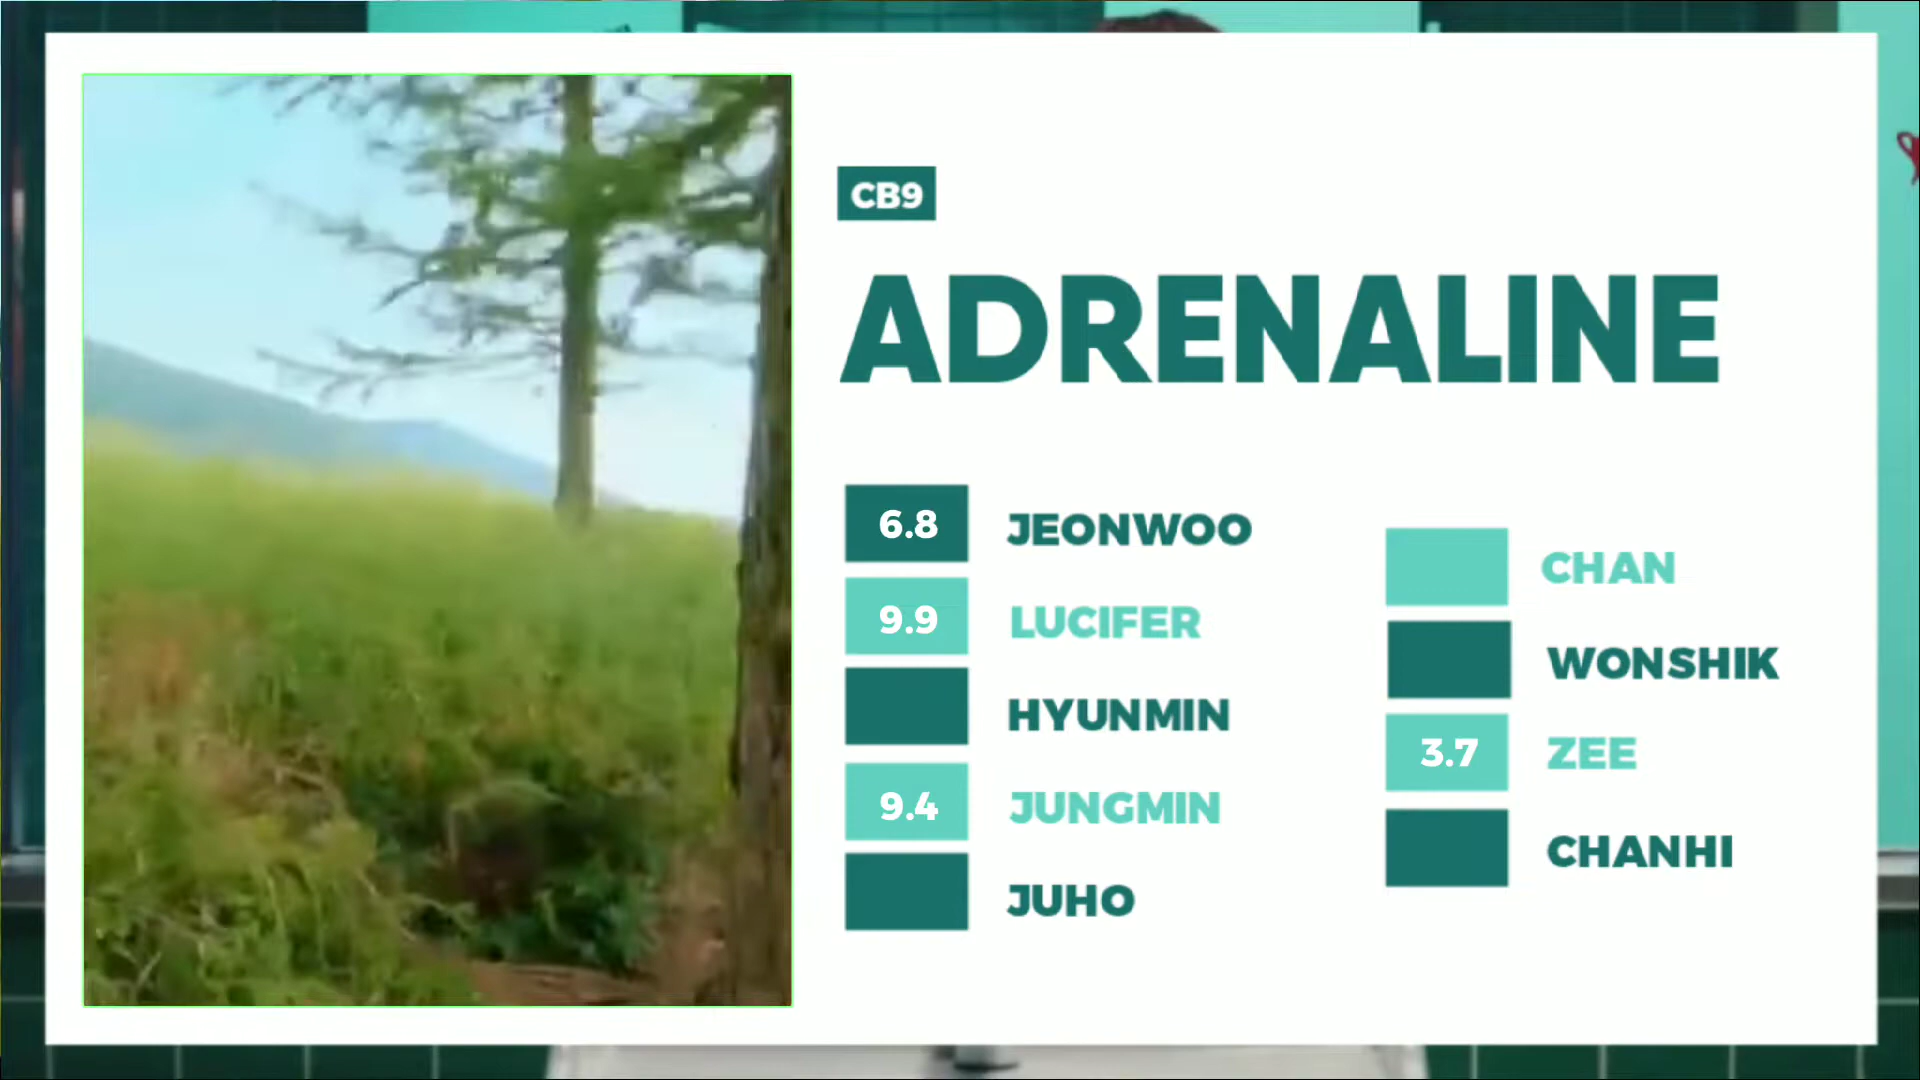 CB9
ADRENALINE
6.8 JEONWOO
9.9 LUCIFER
HYUNMIN
9.4 JUNGMIN
JUHO
CHAN
WONSHIK
3.7 ZEE
CHANHI